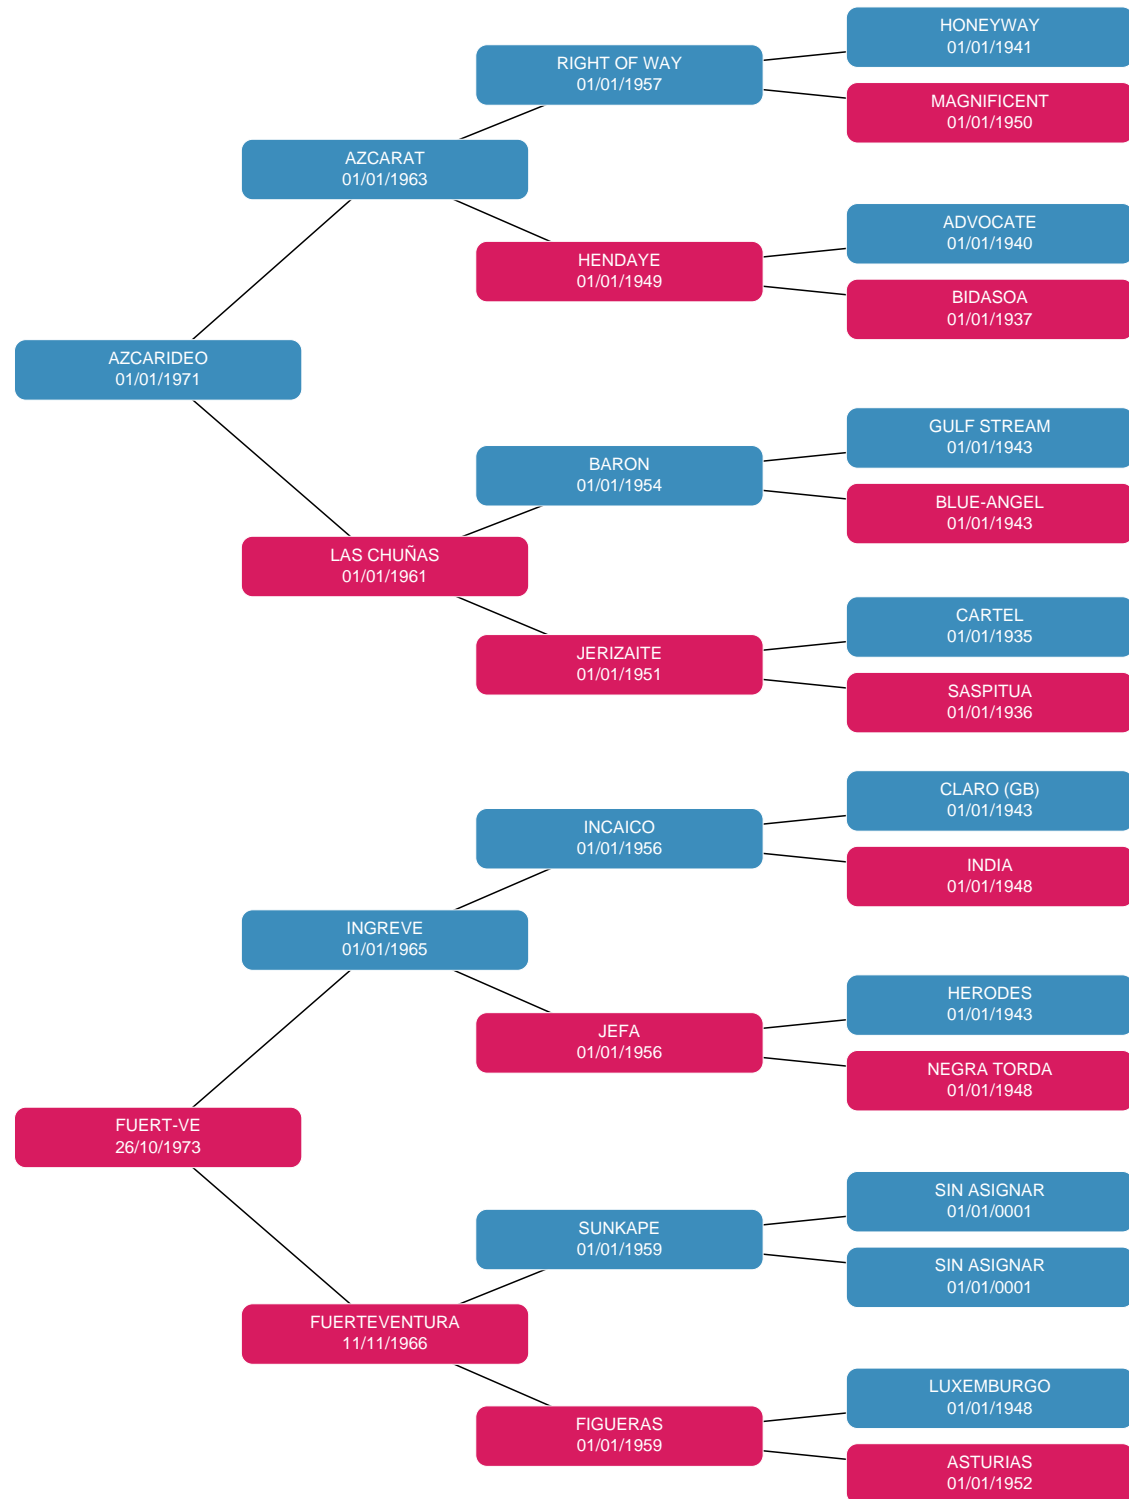 HONEYWAY
01/01/1941
RIGHT OF WAY
01/01/1957
MAGNIFICENT
01/01/1950
AZCARAT
01/01/1963
ADVOCATE
01/01/1940
HENDAYE
01/01/1949
BIDASOA
01/01/1937
AZCARIDEO
01/01/1971
GULF STREAM
01/01/1943
BARON
01/01/1954
BLUE-ANGEL
01/01/1943
LAS CHUÑAS
01/01/1961
CARTEL
01/01/1935
JERIZAITE
01/01/1951
SASPITUA
01/01/1936
CLARO (GB)
01/01/1943
INCAICO
01/01/1956
INDIA
01/01/1948
INGREVE
01/01/1965
HERODES
01/01/1943
JEFA
01/01/1956
NEGRA TORDA
01/01/1948
FUERT-VE
26/10/1973
SIN ASIGNAR
01/01/0001
SUNKAPE
01/01/1959
SIN ASIGNAR
01/01/0001
FUERTEVENTURA
11/11/1966
LUXEMBURGO
01/01/1948
FIGUERAS
01/01/1959
ASTURIAS
01/01/1952